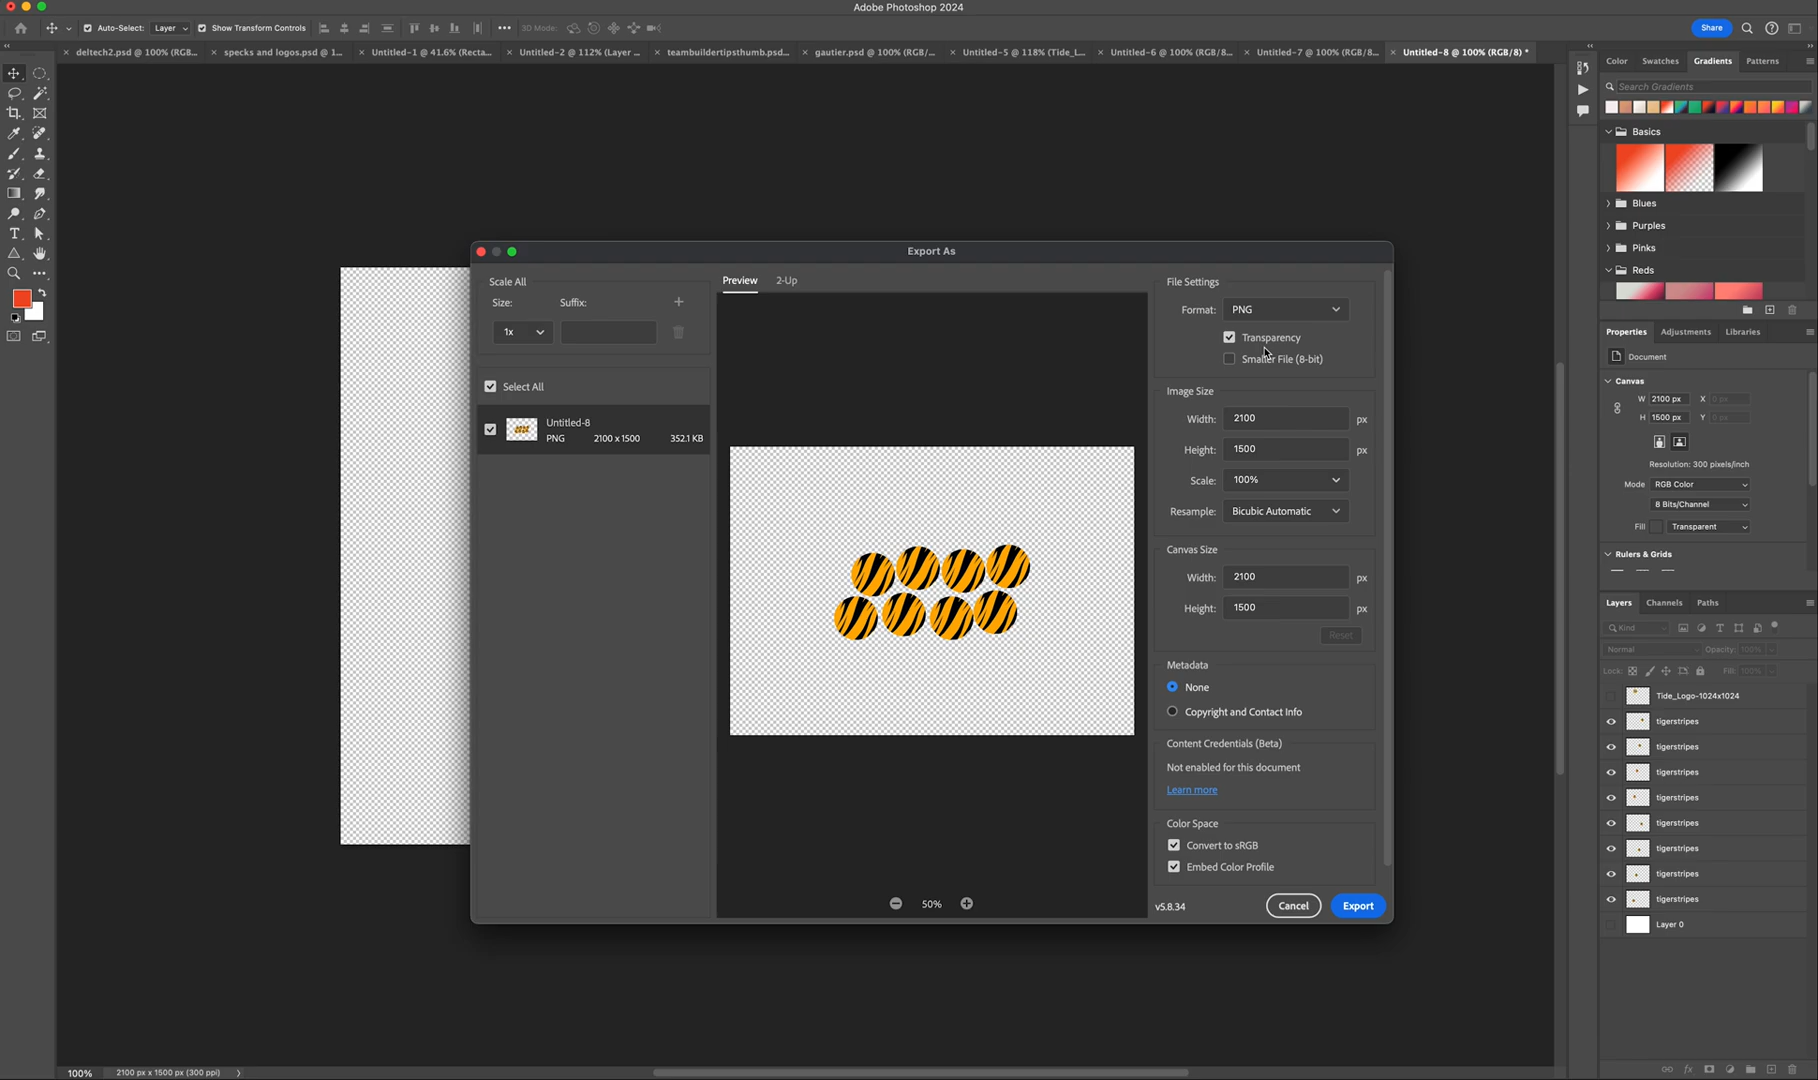 Adobe Photoshop 2024
Auto-Select: Layer Show Transform Controls 3D Mode: Share
deltech2.psd @ 100% (RGB... specks and logos.psd @ 1... Untitled-1 @ 41.6% (Recta... Untitled-2 @ 112% (Layer ... teambuildertipsthumb.psd... gautier.psd @ 100% (RGB/... Untitled-5 @ 118% (Tide_L... Untitled-6 @ 100% (RGB/8... Untitled-7 @ 100% (RGB/8... Untitled-8 @ 100% (RGB/8) *
Color Swatches Gradients Patterns
Search Gradients
Basics
Blues
Purples
Pinks
Reds
Export As
Scale All
Size: Suffix:
1x
Select All
Untitled-8
PNG 2100 x 1500 352.1 KB
Preview 2-Up
50%
File Settings
Format: PNG
Transparency
Smaller File (8-bit)
Image Size
Width: 2100 px
Height: 1500 px
Scale: 100%
Resample: Bicubic Automatic
Canvas Size
Width: 2100 px
Height: 1500 px
Reset
Metadata
None
Copyright and Contact Info
Content Credentials (Beta)
Not enabled for this document
Learn more
Color Space
Convert to sRGB
Embed Color Profile
v5.8.34 Cancel Export
Properties Adjustments Libraries
Document
Canvas
W 2100 px X 0 px
H 1500 px Y 0 px
Resolution: 300 pixels/inch
Mode RGB Color
8 Bits/Channel
Fill Transparent
Rulers & Grids
Layers Channels Paths
Kind
Normal Opacity: 100%
Lock: Fill: 100%
Tide_Logo-1024x1024
tigerstripes
tigerstripes
tigerstripes
tigerstripes
tigerstripes
tigerstripes
tigerstripes
tigerstripes
Layer 0
100% 2100 px x 1500 px (300 ppi)